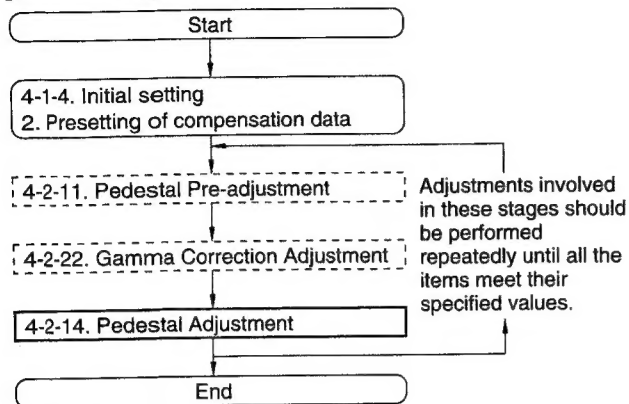 Start
4-1-4. Initial setting
2. Presetting of compensation data
4-2-11. Pedestal Pre-adjustment
4-2-22. Gamma Correction Adjustment
4-2-14. Pedestal Adjustment
End
Adjustments involved
in these stages should
be performed
repeatedly until all the
items meet their
specified values.